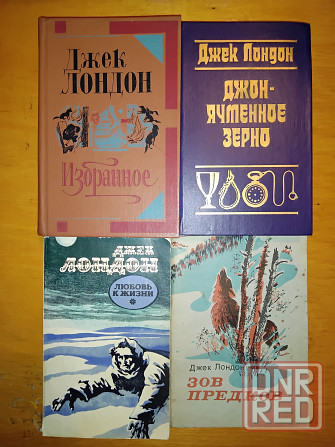 Джек
ЛОНДОН
Избранное
Джек Лондон
ДЖОН-
ЯЧМЕННОЕ
ЗЕРНО
ДЖЕК
ЛОНДОН
ЛЮБОВЬ
К ЖИЗНИ
Джек Лондон
ЗОВ
ПРЕДКОВ
DNR
RED